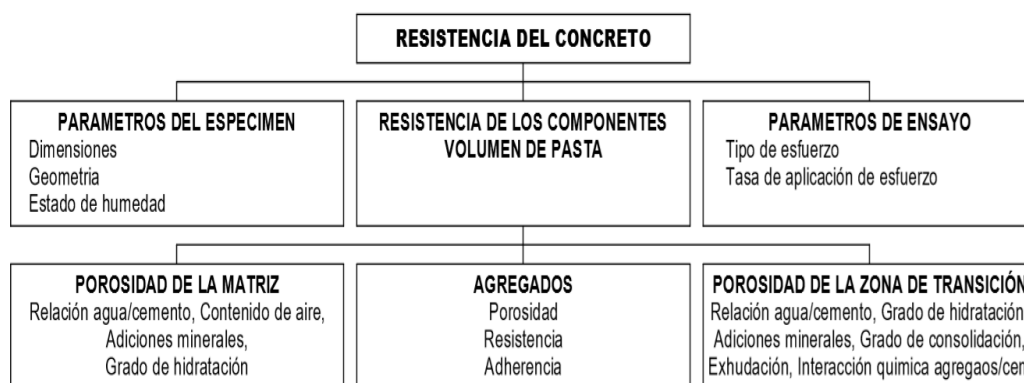 RESISTENCIA DEL CONCRETO
PARAMETROS DEL ESPECIMEN
Dimensiones
Geometria
Estado de humedad
RESISTENCIA DE LOS COMPONENTES
VOLUMEN DE PASTA
PARAMETROS DE ENSAYO
Tipo de esfuerzo
Tasa de aplicación de esfuerzo
POROSIDAD DE LA MATRIZ
Relación agua/cemento, Contenido de aire,
Adiciones minerales,
Grado de hidratación
AGREGADOS
Porosidad
Resistencia
Adherencia
POROSIDAD DE LA ZONA DE TRANSICIÓN
Relación agua/cemento, Grado de hidratación
Adiciones minerales, Grado de consolidación,
Exhudación, Interacción quimica agregaos/cem